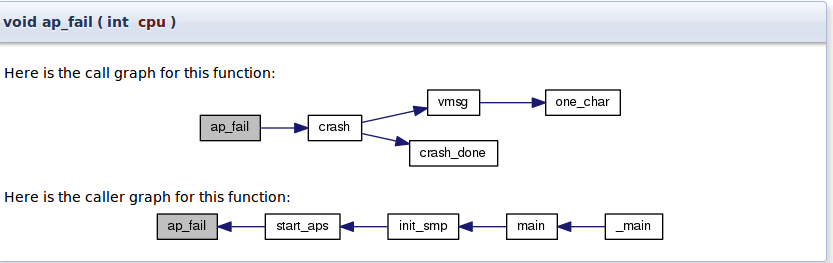 void ap_fail ( int cpu )
Here is the call graph for this function:
vmsg one_char
ap_fail crash
crash_done
Here is the caller graph for this function:
ap_fail start_aps init_smp main _main